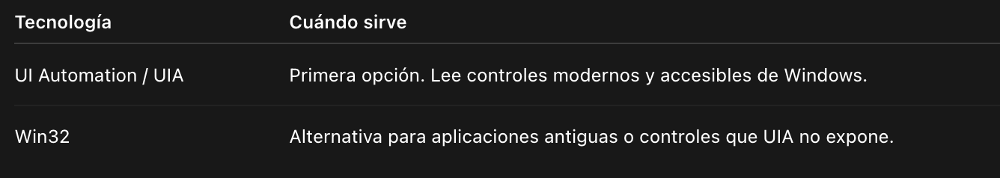 Tecnología Cuándo sirve
UI Automation / UIA Primera opción. Lee controles modernos y accesibles de Windows.
Win32 Alternativa para aplicaciones antiguas o controles que UIA no expone.